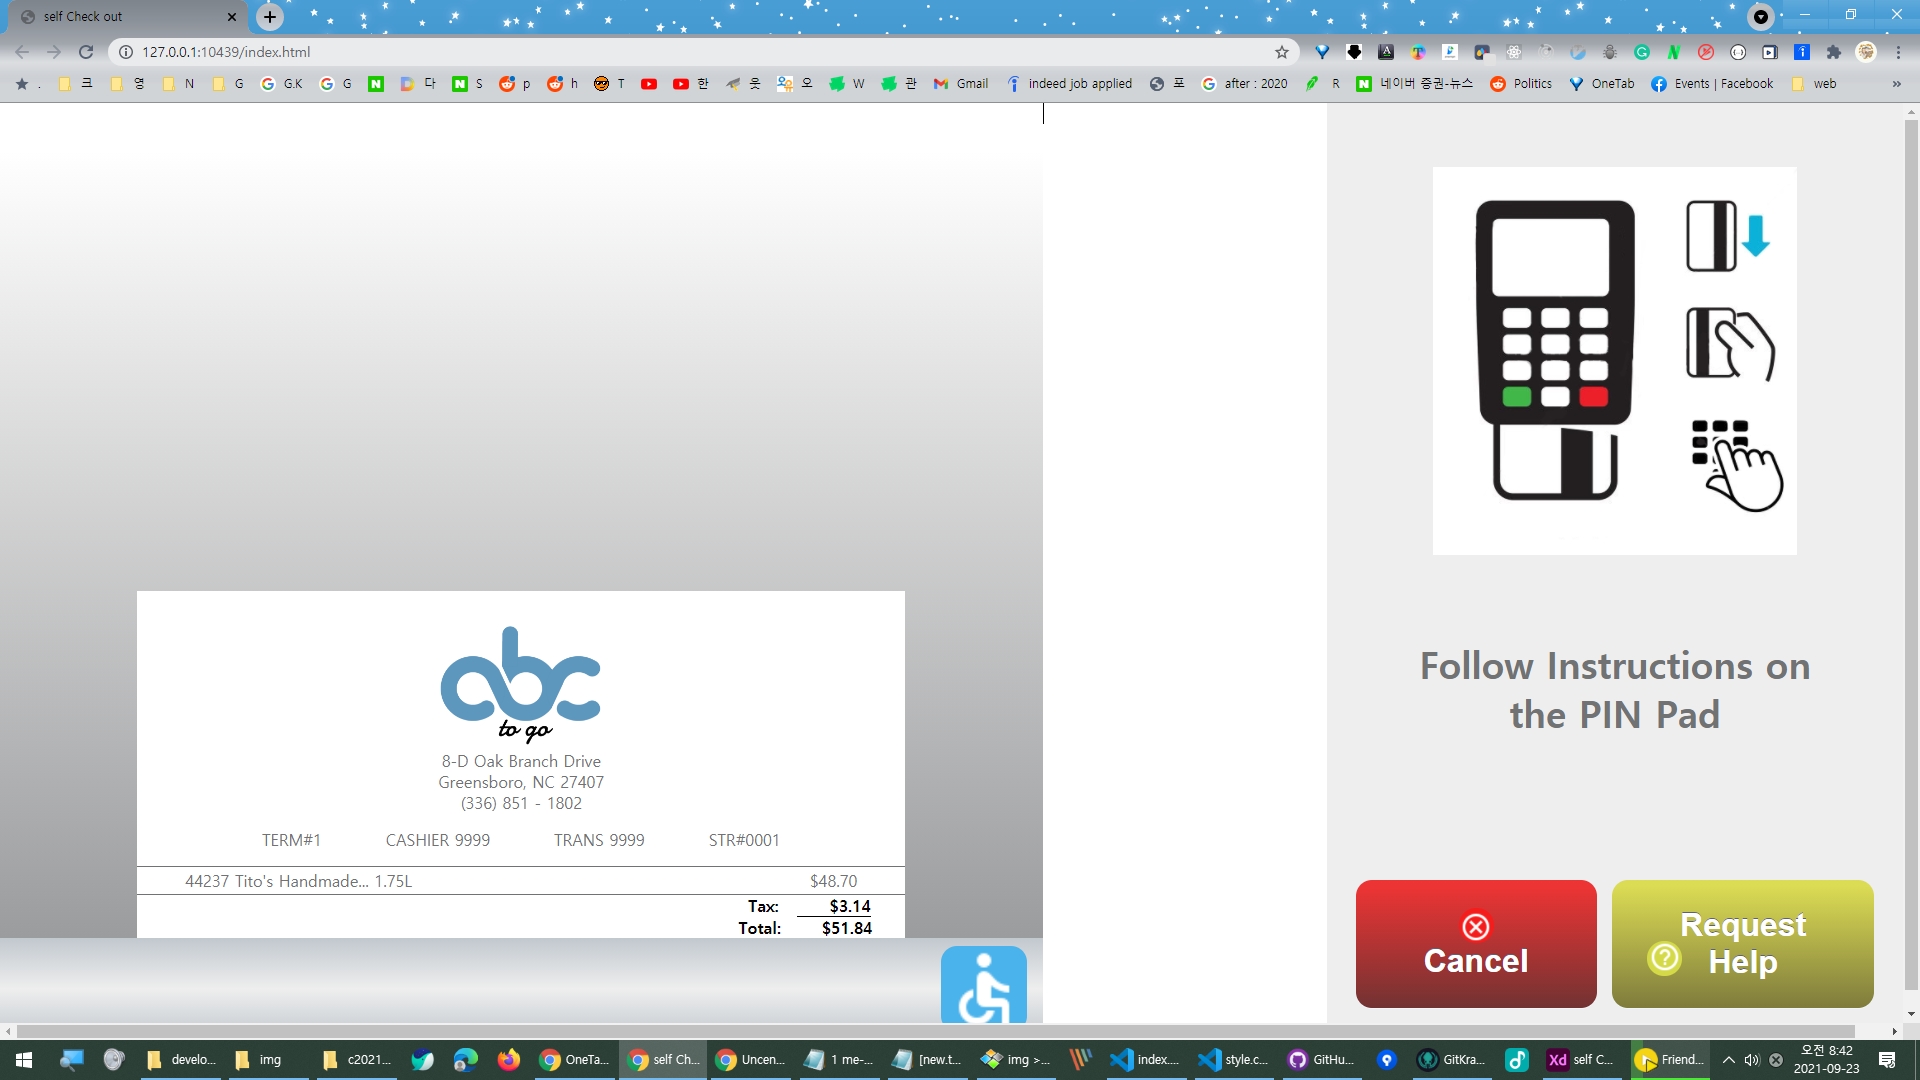 self Check out
127.0.0.1:10439/index.html
. 크 영 N G G.K G 다 S p h T 한 웃 오 W 관 Gmail indeed job applied 포 after : 2020 R 네이버 증권-뉴스 Politics OneTab Events | Facebook web »
abc
to go
8-D Oak Branch Drive
Greensboro, NC 27407
(336) 851 - 1802
TERM#1 CASHIER 9999 TRANS 9999 STR#0001
44237 Tito's Handmade... 1.75L $48.70
Tax: $3.14
Total: $51.84
Follow Instructions on
the PIN Pad
Cancel
Request
Help
develo... img c2021... OneTa... self Ch... Uncen... 1 me-... [new.t... img >... index.... style.c... GitHu... GitKra... Xd self C... Friend...
오전 8:42
2021-09-23